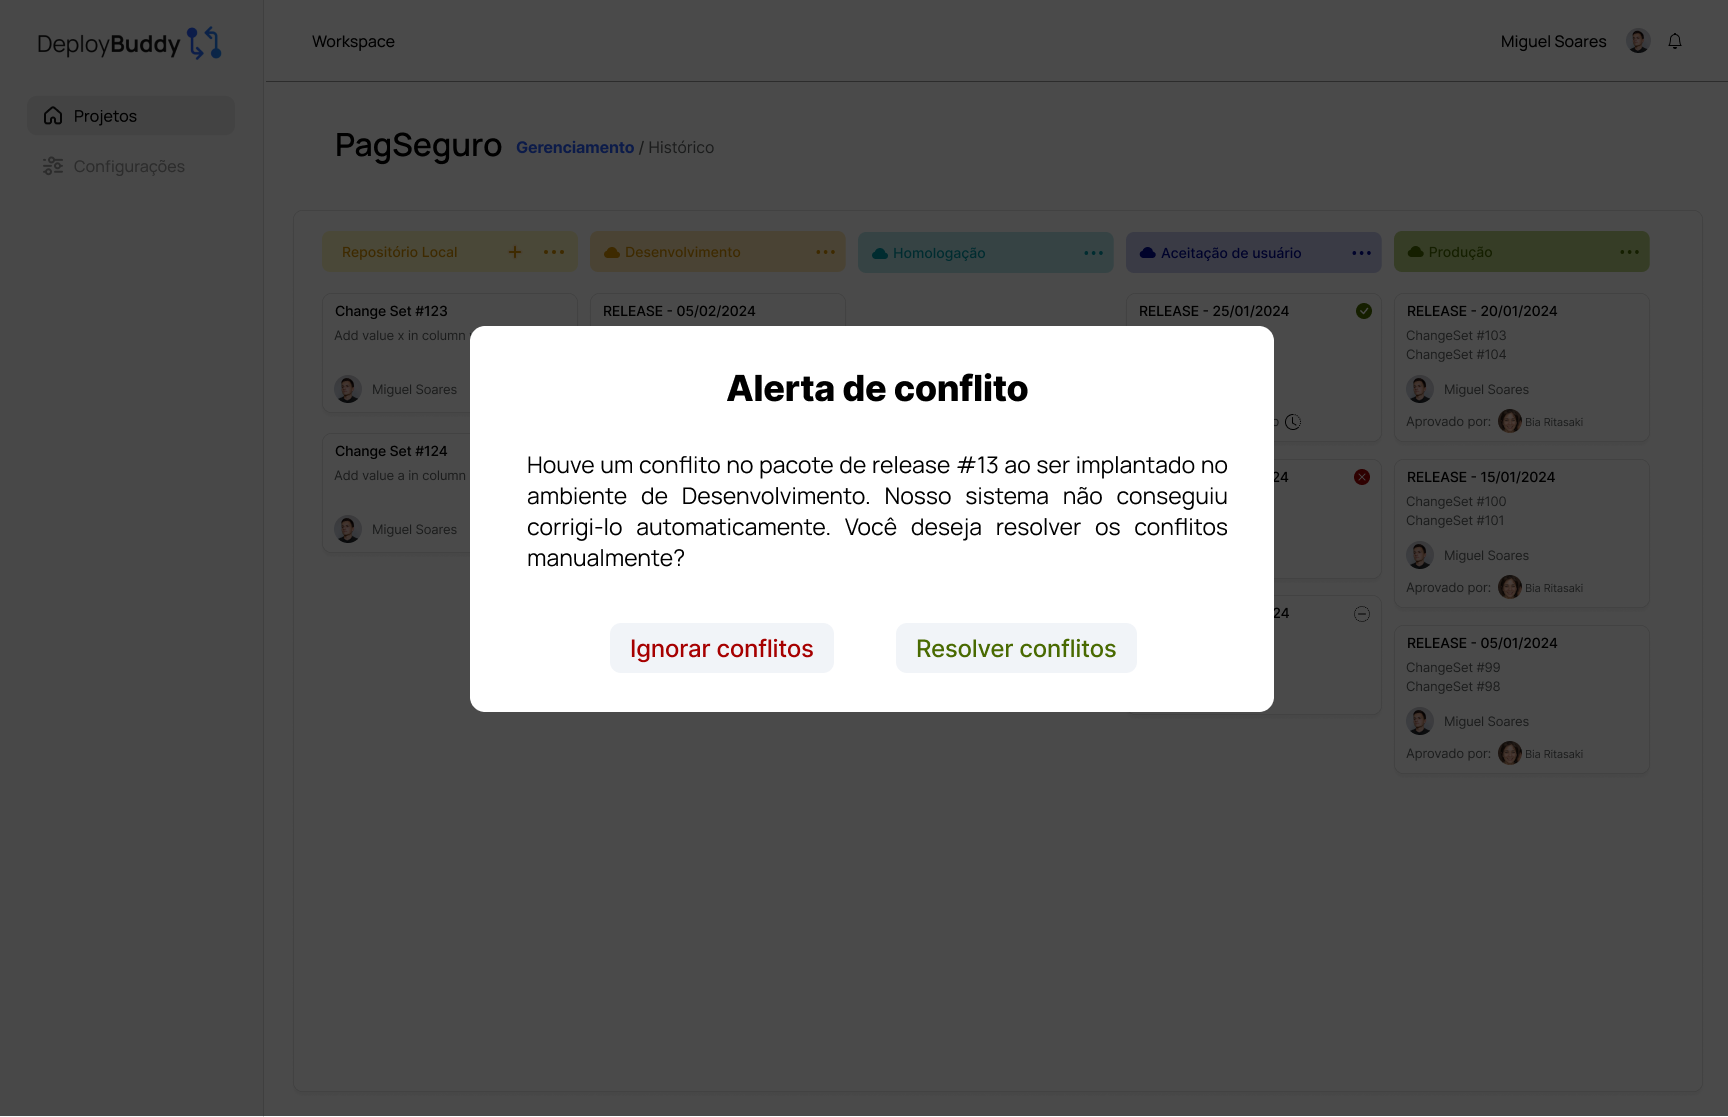 DeployBuddy
Workspace
Miguel Soares
Projetos
Configurações
PagSeguro
Gerenciamento / Histórico
Repositório Local
Desenvolvimento
Homologação
Aceitação de usuário
Produção
Change Set #123
Add value x in column
Miguel Soares
Change Set #124
Add value a in column
Miguel Soares
RELEASE - 05/02/2024
RELEASE - 25/01/2024
24
24
RELEASE - 20/01/2024
ChangeSet #103
ChangeSet #104
Miguel Soares
Aprovado por: Bia Ritasaki
RELEASE - 15/01/2024
ChangeSet #100
ChangeSet #101
Miguel Soares
Aprovado por: Bia Ritasaki
RELEASE - 05/01/2024
ChangeSet #99
ChangeSet #98
Miguel Soares
Aprovado por: Bia Ritasaki
Alerta de conflito
Houve um conflito no pacote de release #13 ao ser implantado no
ambiente de Desenvolvimento. Nosso sistema não conseguiu
corrigi-lo automaticamente. Você deseja resolver os conflitos
manualmente?
Ignorar conflitos
Resolver conflitos